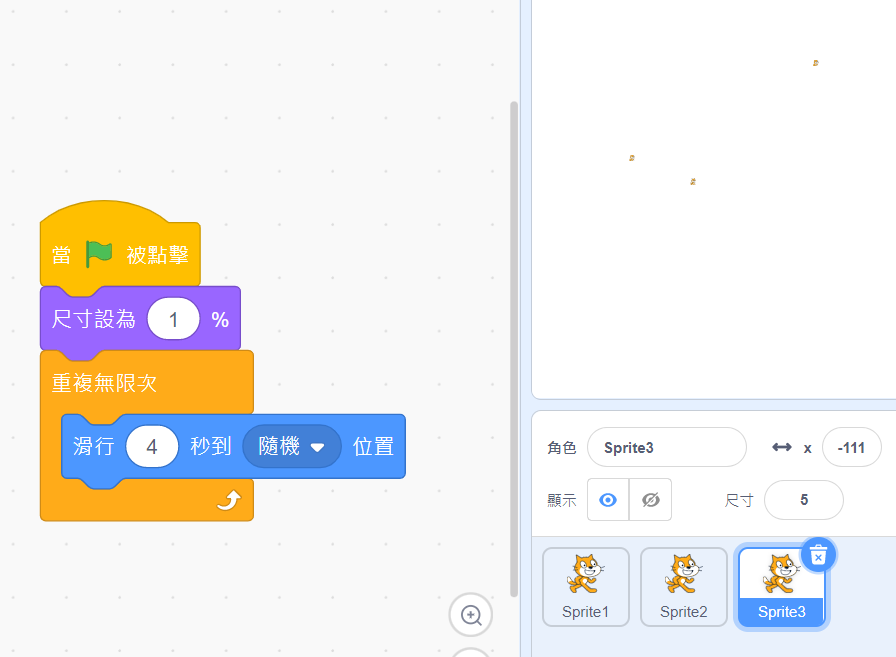 當 被點擊
尺寸設為 1 %
重複無限次
滑行 4 秒到 隨機 位置
角色 Sprite3 x -111
顯示 尺寸 5
Sprite1 Sprite2 Sprite3